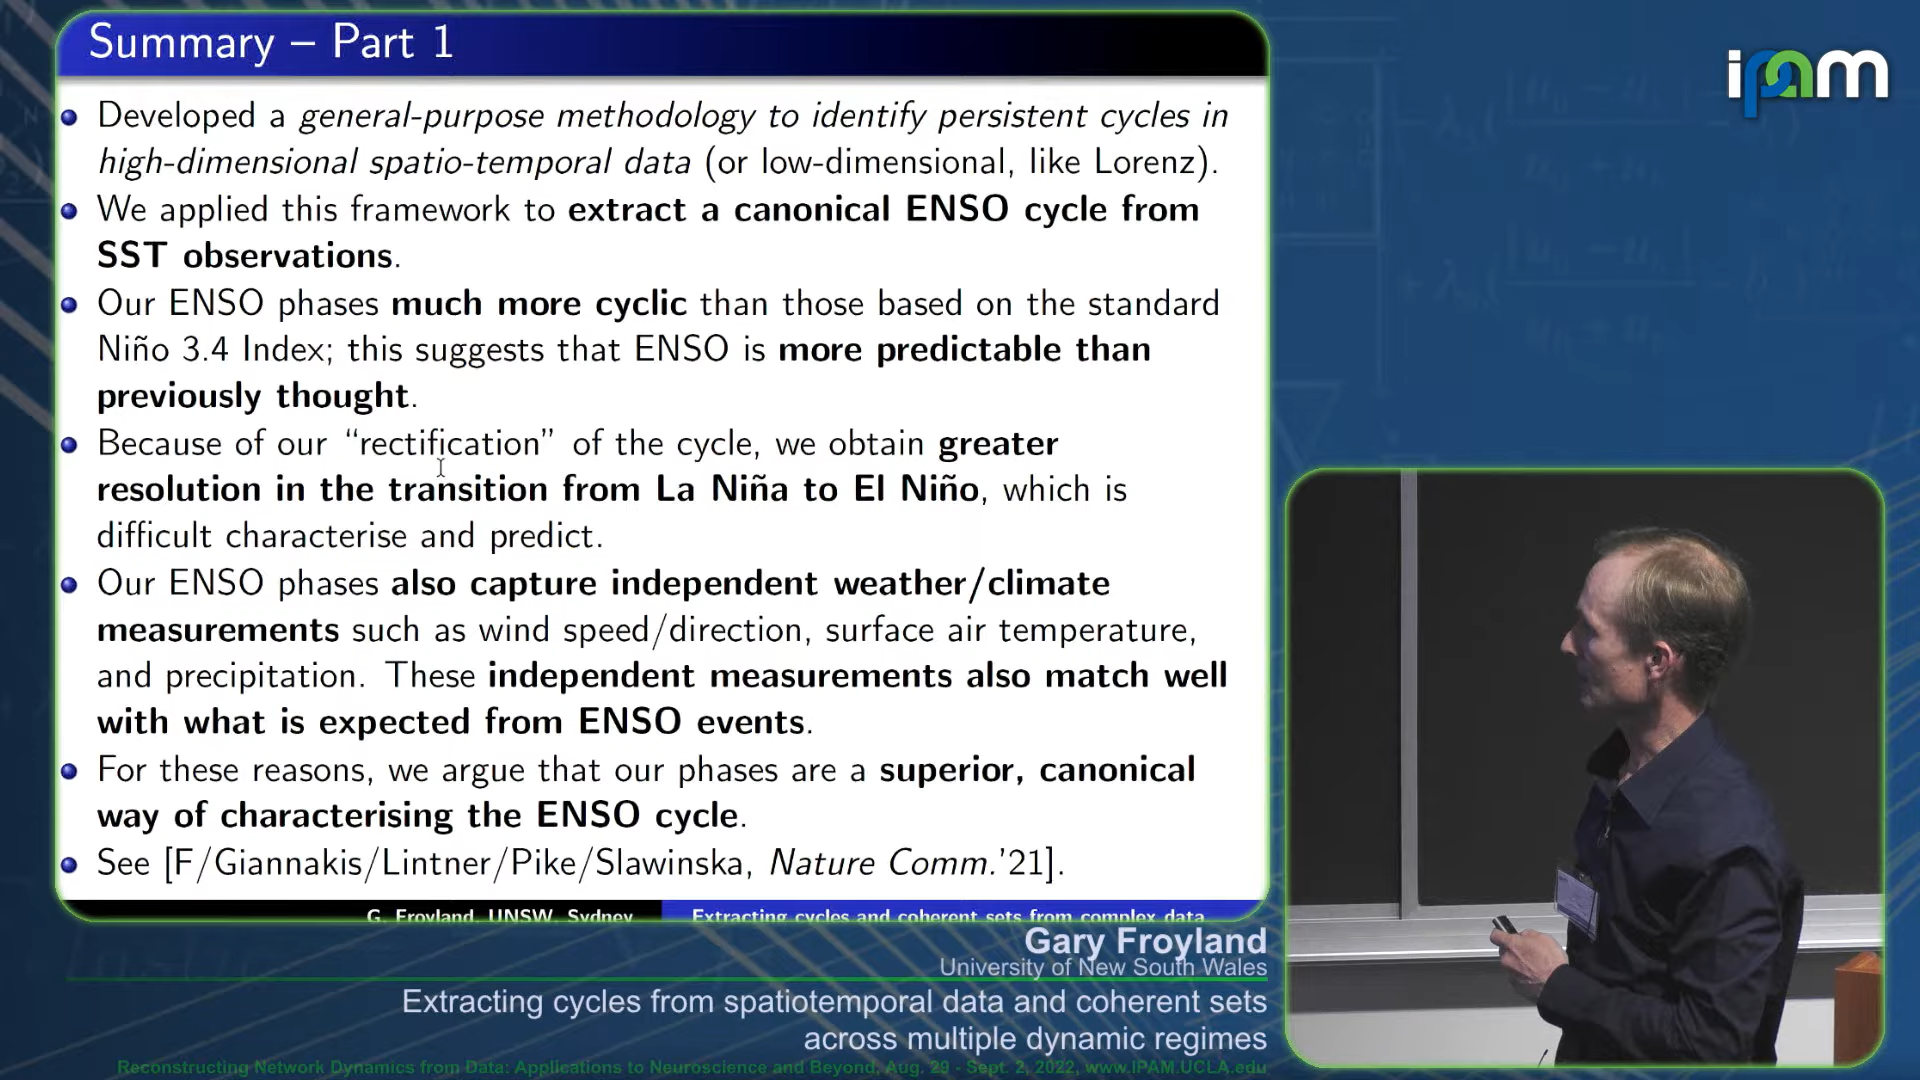 Summary – Part 1
Developed a general-purpose methodology to identify persistent cycles in
high-dimensional spatio-temporal data (or low-dimensional, like Lorenz).
We applied this framework to extract a canonical ENSO cycle from
SST observations.
Our ENSO phases much more cyclic than those based on the standard
Niño 3.4 Index; this suggests that ENSO is more predictable than
previously thought.
Because of our “rectification” of the cycle, we obtain greater
resolution in the transition from La Niña to El Niño, which is
difficult characterise and predict.
Our ENSO phases also capture independent weather/climate
measurements such as wind speed/direction, surface air temperature,
and precipitation. These independent measurements also match well
with what is expected from ENSO events.
For these reasons, we argue that our phases are a superior, canonical
way of characterising the ENSO cycle.
See [F/Giannakis/Lintner/Pike/Slawinska, Nature Comm.’21].
G. Froyland, UNSW, Sydney
Extracting cycles and coherent sets from complex data
ipam
Gary Froyland
University of New South Wales
Extracting cycles from spatiotemporal data and coherent sets
across multiple dynamic regimes
Reconstructing Network Dynamics from Data: Applications to Neuroscience and Beyond, Aug. 29 - Sept. 2, 2022, www.IPAM.UCLA.edu